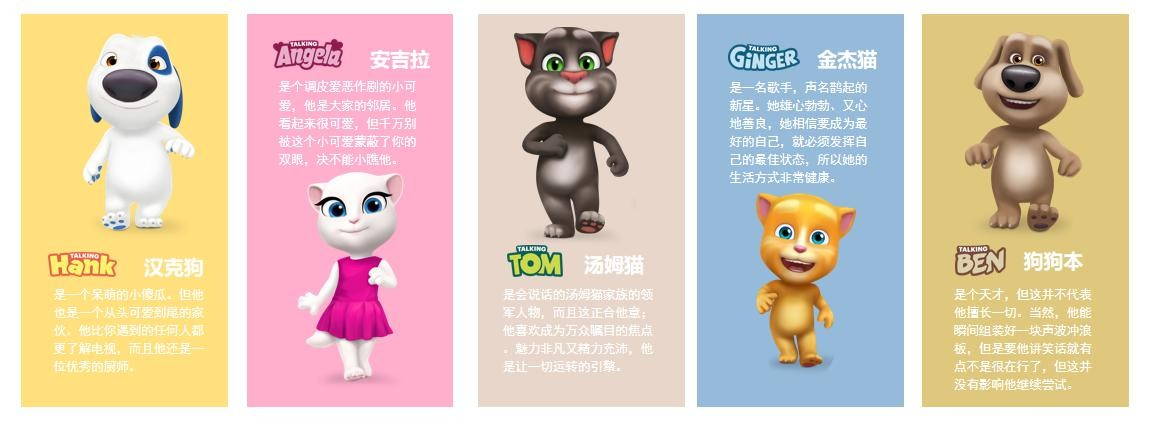 TALKING
Hank
汉克狗
是一个呆萌的小傻瓜。但他
也是一个从头可爱到尾的家
伙。他比你遇到的任何人都
更了解电视，而且他还是一
位优秀的厨师。
TALKING
Angela
安吉拉
是个调皮爱恶作剧的小可
爱，他是大家的邻居。他
看起来很可爱，但千万别
被这个小可爱蒙蔽了你的
双眼，决不能小瞧他。
TALKING
TOM
汤姆猫
是会说话的汤姆猫家族的领
军人物，而且这正合他意；
他喜欢成为万众瞩目的焦点
。魅力非凡又精力充沛，他
是让一切运转的引擎。
TALKING
GINGER
金杰猫
是一名歌手，声名鹊起的
新星。她雄心勃勃、又心
地善良，她相信要成为最
好的自己，就必须发挥自
己的最佳状态，所以她的
生活方式非常健康。
TALKING
BEN
狗狗本
是个天才，但这并不代表
他擅长一切。当然，他能
瞬间组装好一块声波冲浪
板，但是要他讲笑话就有
点不是很在行了，但这并
没有影响他继续尝试。